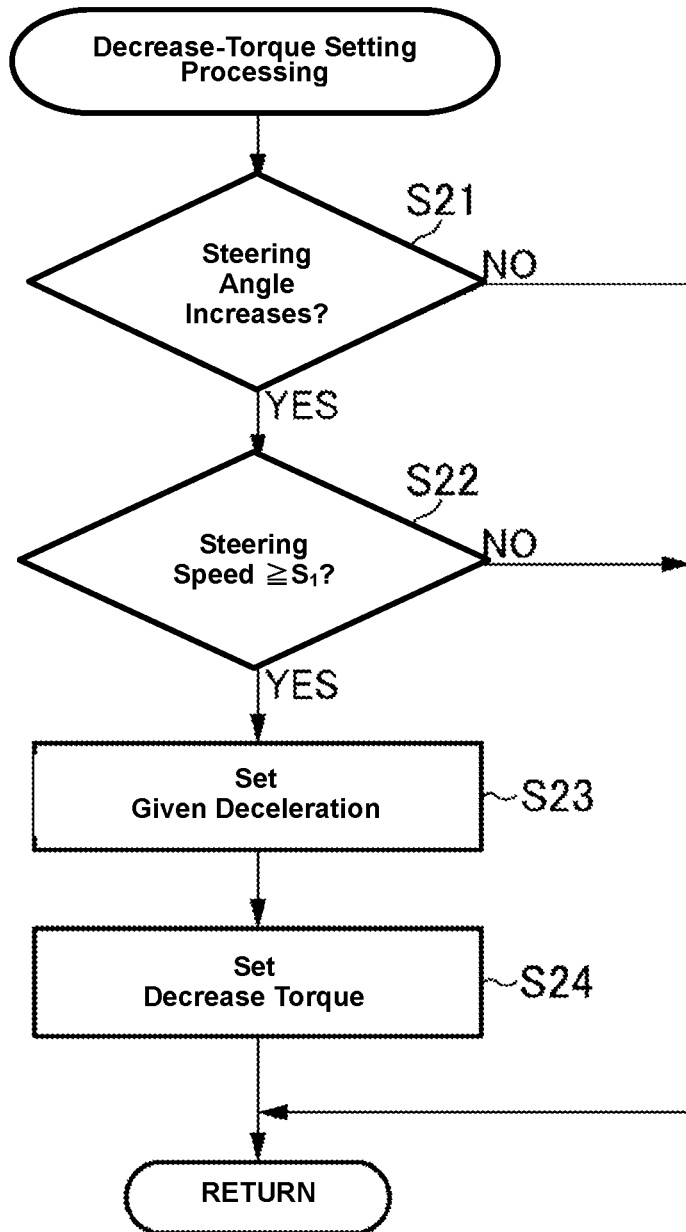 Decrease-Torque Setting
Processing
S21
Steering
Angle
Increases?
NO
YES
S22
Steering
Speed ≧S₁?
NO
YES
Set
Given Deceleration
S23
Set
Decrease Torque
S24
RETURN